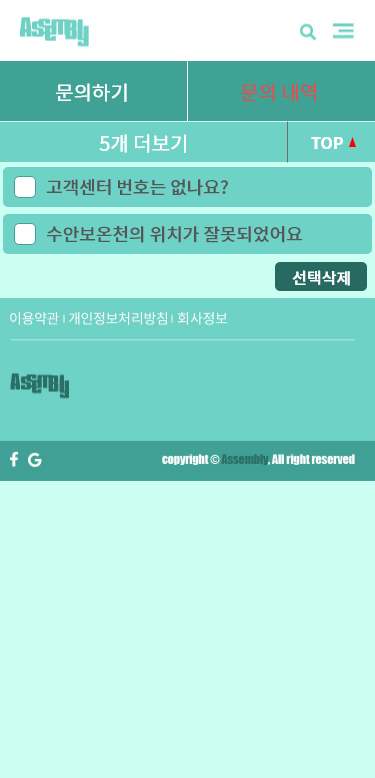 Assembly
문의하기 문의 내역
5개 더보기 TOP ▲
고객센터 번호는 없나요?
수안보온천의 위치가 잘못되었어요
선택삭제
이용약관 | 개인정보처리방침 | 회사정보
Assembly
f G copyright © Assembly, All right reserved